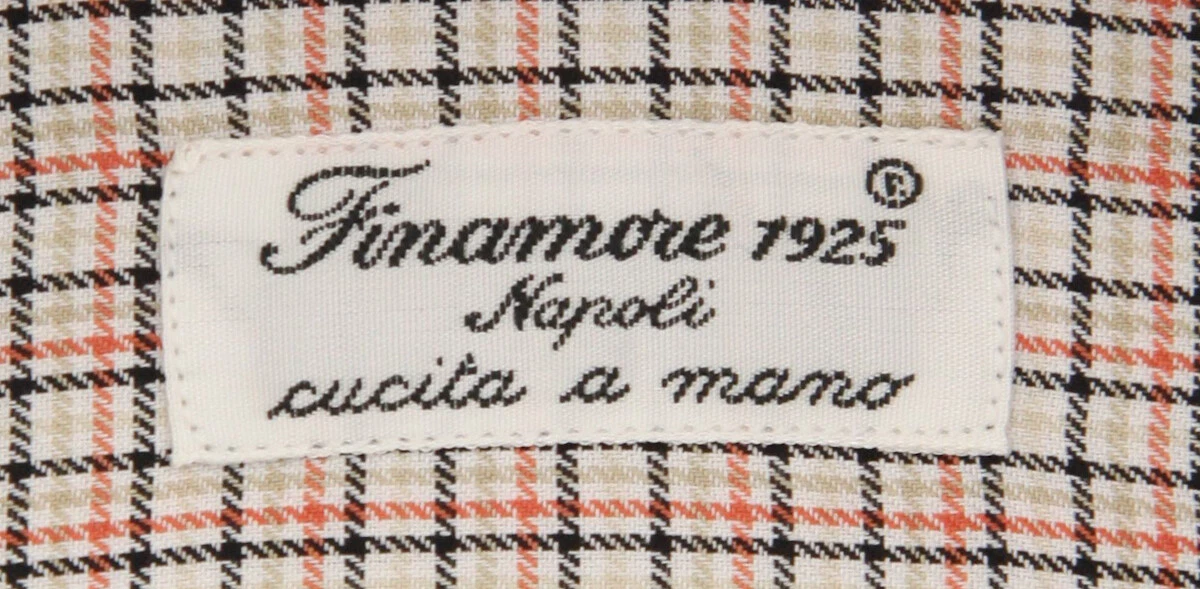 Finamore 1925®
Napoli
cucita a mano